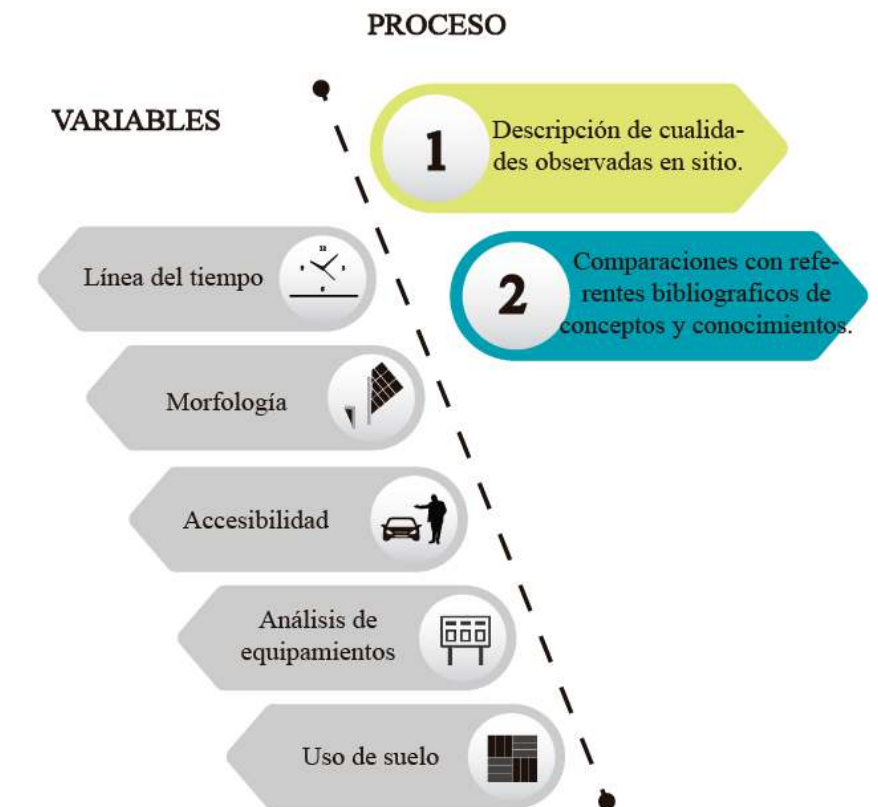 PROCESO
VARIABLES
1
Descripción de cualida-
des observadas en sitio.
2
Comparaciones con refe-
rentes bibliograficos de
conceptos y conocimientos.
Línea del tiempo
Morfología
Accesibilidad
Análisis de
equipamientos
Uso de suelo